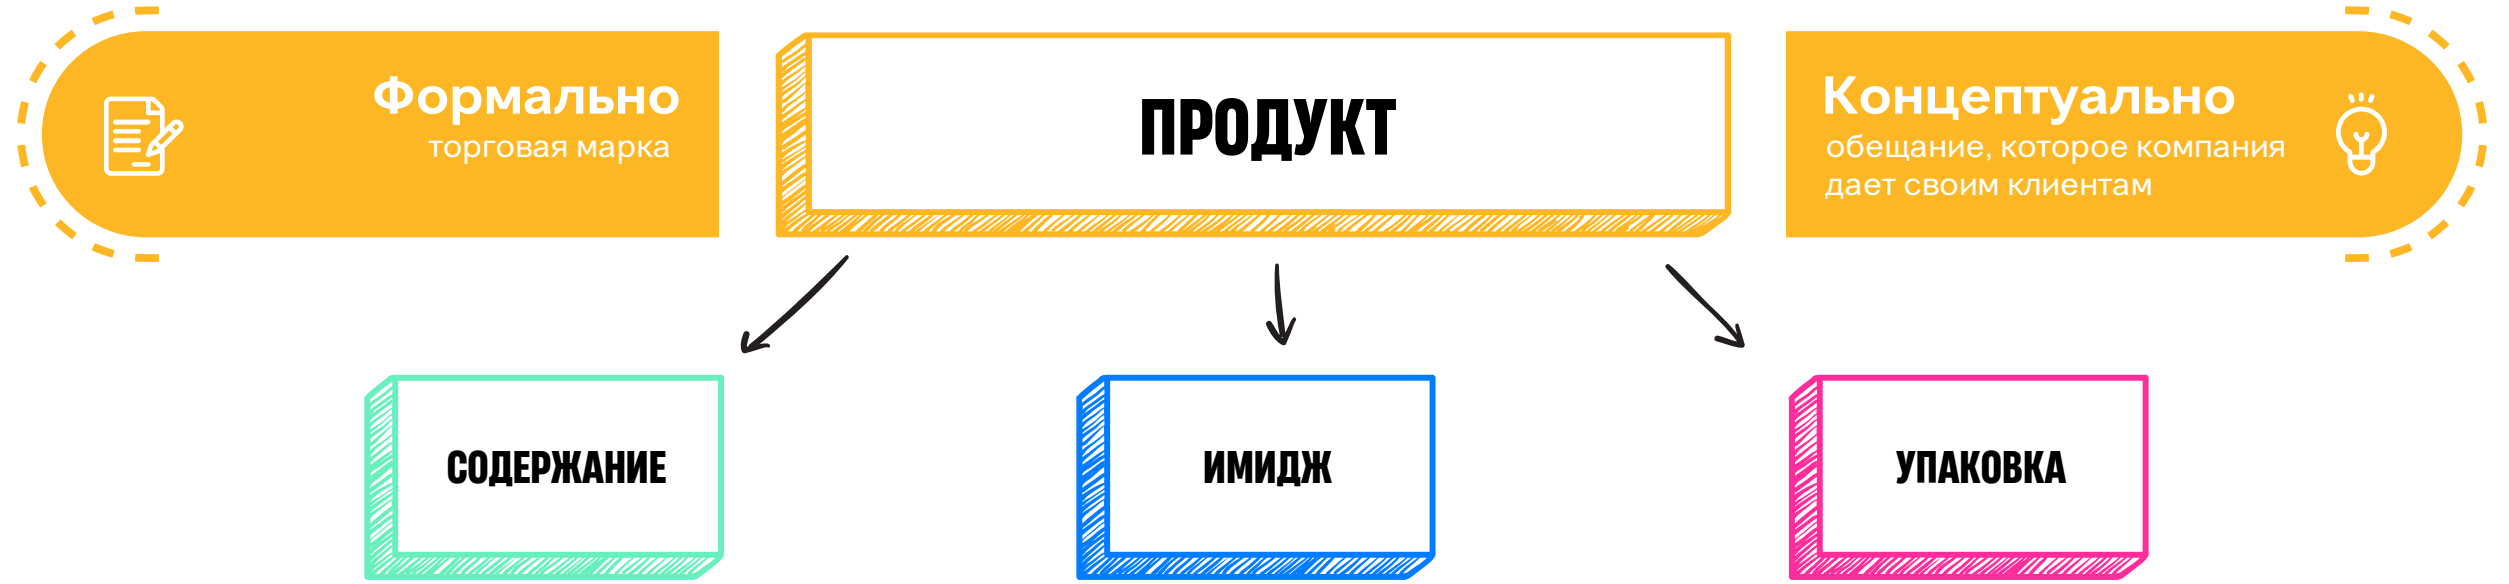 Формально
торговая марка
ПРОДУКТ
Концептуально
обещание, которое компания
дает своим клиентам
СОДЕРЖАНИЕ
ИМИДЖ
УПАКОВКА